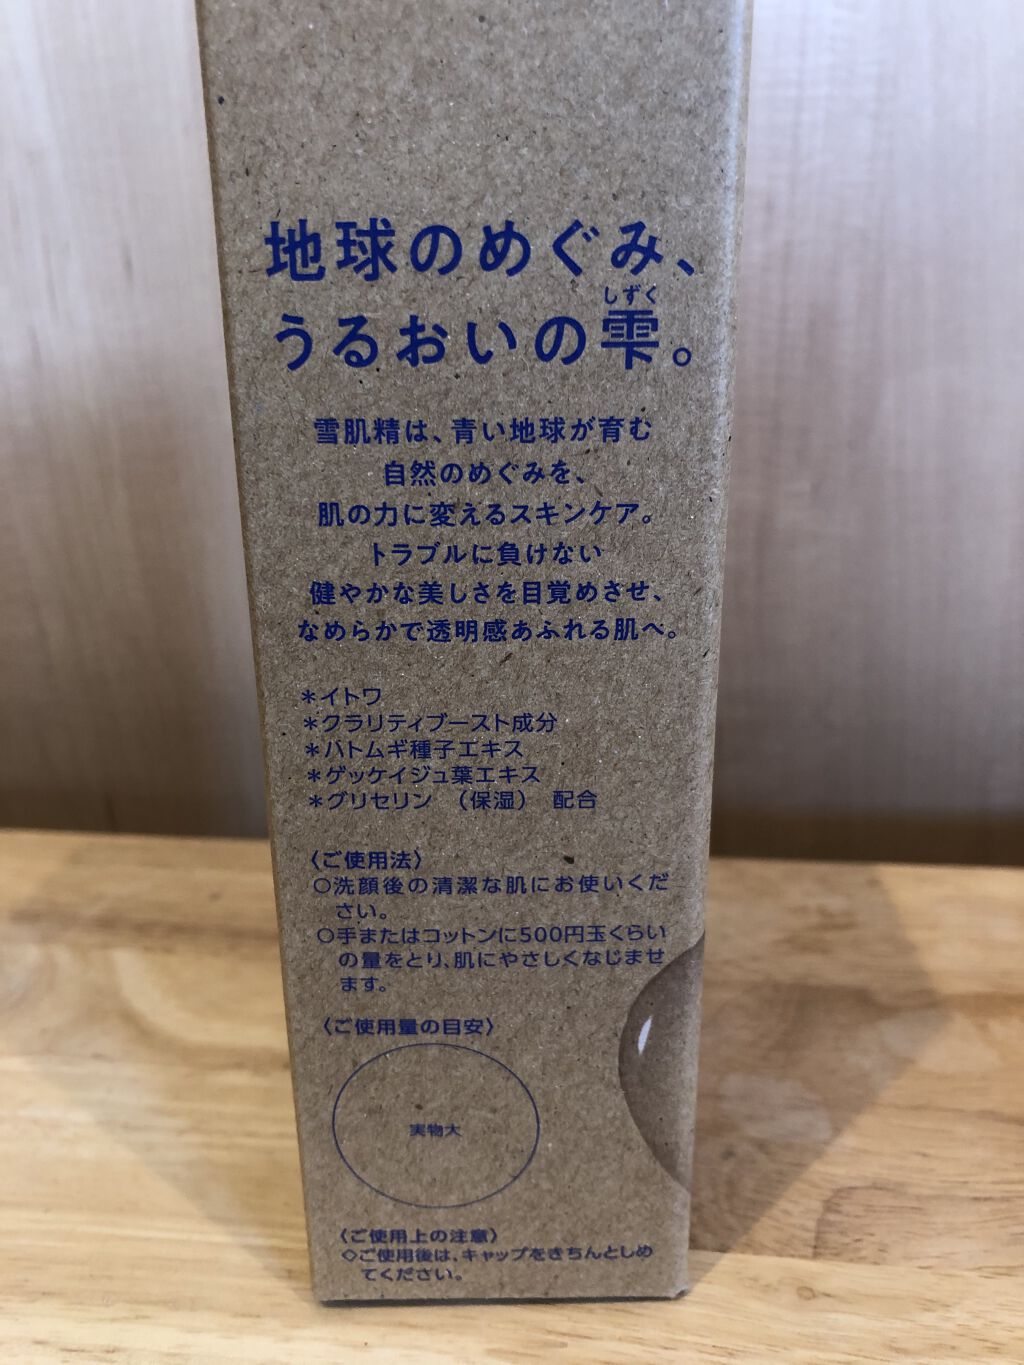 地球のめぐみ、
しずく
うるおいの雫。
雪肌精は、青い地球が育む
自然のめぐみを、
肌の力に変えるスキンケア。
トラブルに負けない
健やかな美しさを目覚めさせ、
なめらかで透明感あふれる肌へ。
＊イトワ
＊クラリティブースト成分
＊ハトムギ種子エキス
＊ゲッケイジュ葉エキス
＊グリセリン （保湿） 配合
〈ご使用法〉
○洗顔後の清潔な肌にお使いくだ
さい。
○手またはコットンに500円玉くらい
の量をとり、肌にやさしくなじませ
ます。
〈ご使用量の目安〉
実物大
〈ご使用上の注意〉
◇ご使用後は、キャップをきちんとしめ
てください。